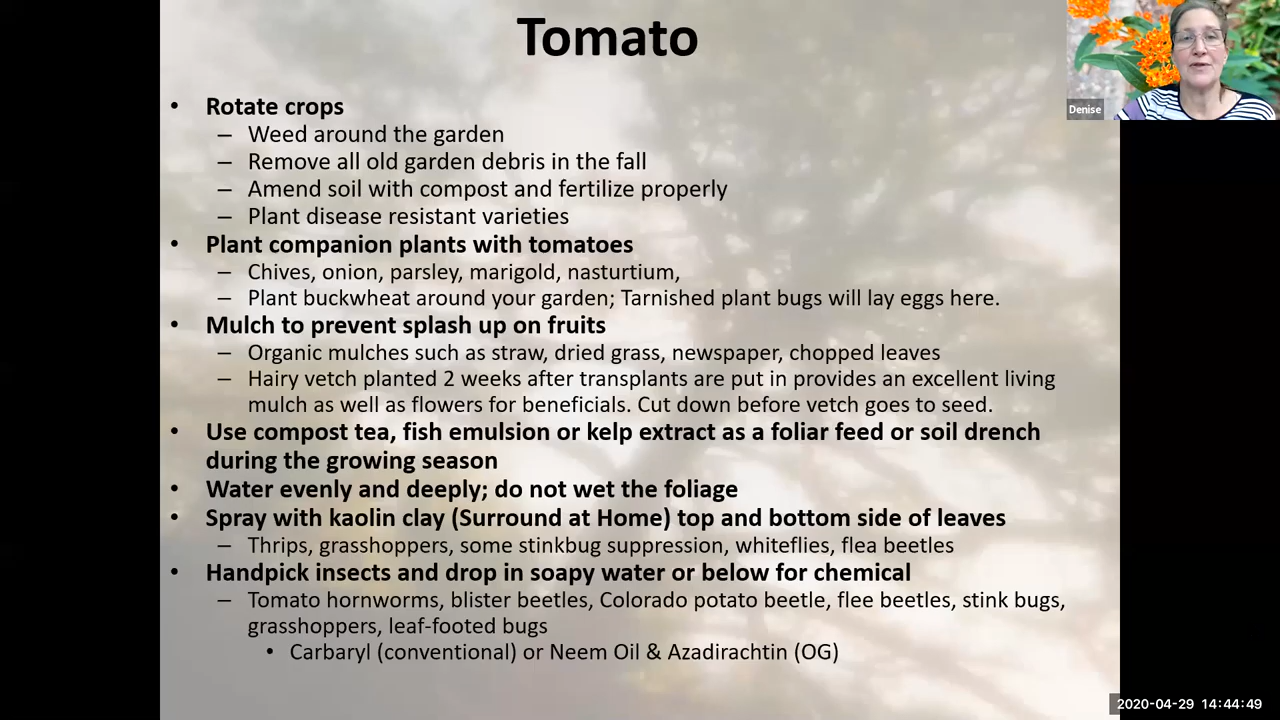 Tomato
• Rotate crops
– Weed around the garden
– Remove all old garden debris in the fall
– Amend soil with compost and fertilize properly
– Plant disease resistant varieties
• Plant companion plants with tomatoes
– Chives, onion, parsley, marigold, nasturtium,
– Plant buckwheat around your garden; Tarnished plant bugs will lay eggs here.
• Mulch to prevent splash up on fruits
– Organic mulches such as straw, dried grass, newspaper, chopped leaves
– Hairy vetch planted 2 weeks after transplants are put in provides an excellent living
mulch as well as flowers for beneficials. Cut down before vetch goes to seed.
• Use compost tea, fish emulsion or kelp extract as a foliar feed or soil drench
during the growing season
• Water evenly and deeply; do not wet the foliage
• Spray with kaolin clay (Surround at Home) top and bottom side of leaves
– Thrips, grasshoppers, some stinkbug suppression, whiteflies, flea beetles
• Handpick insects and drop in soapy water or below for chemical
– Tomato hornworms, blister beetles, Colorado potato beetle, flee beetles, stink bugs,
grasshoppers, leaf-footed bugs
• Carbaryl (conventional) or Neem Oil & Azadirachtin (OG)
Denise
2020-04-29 14:44:49